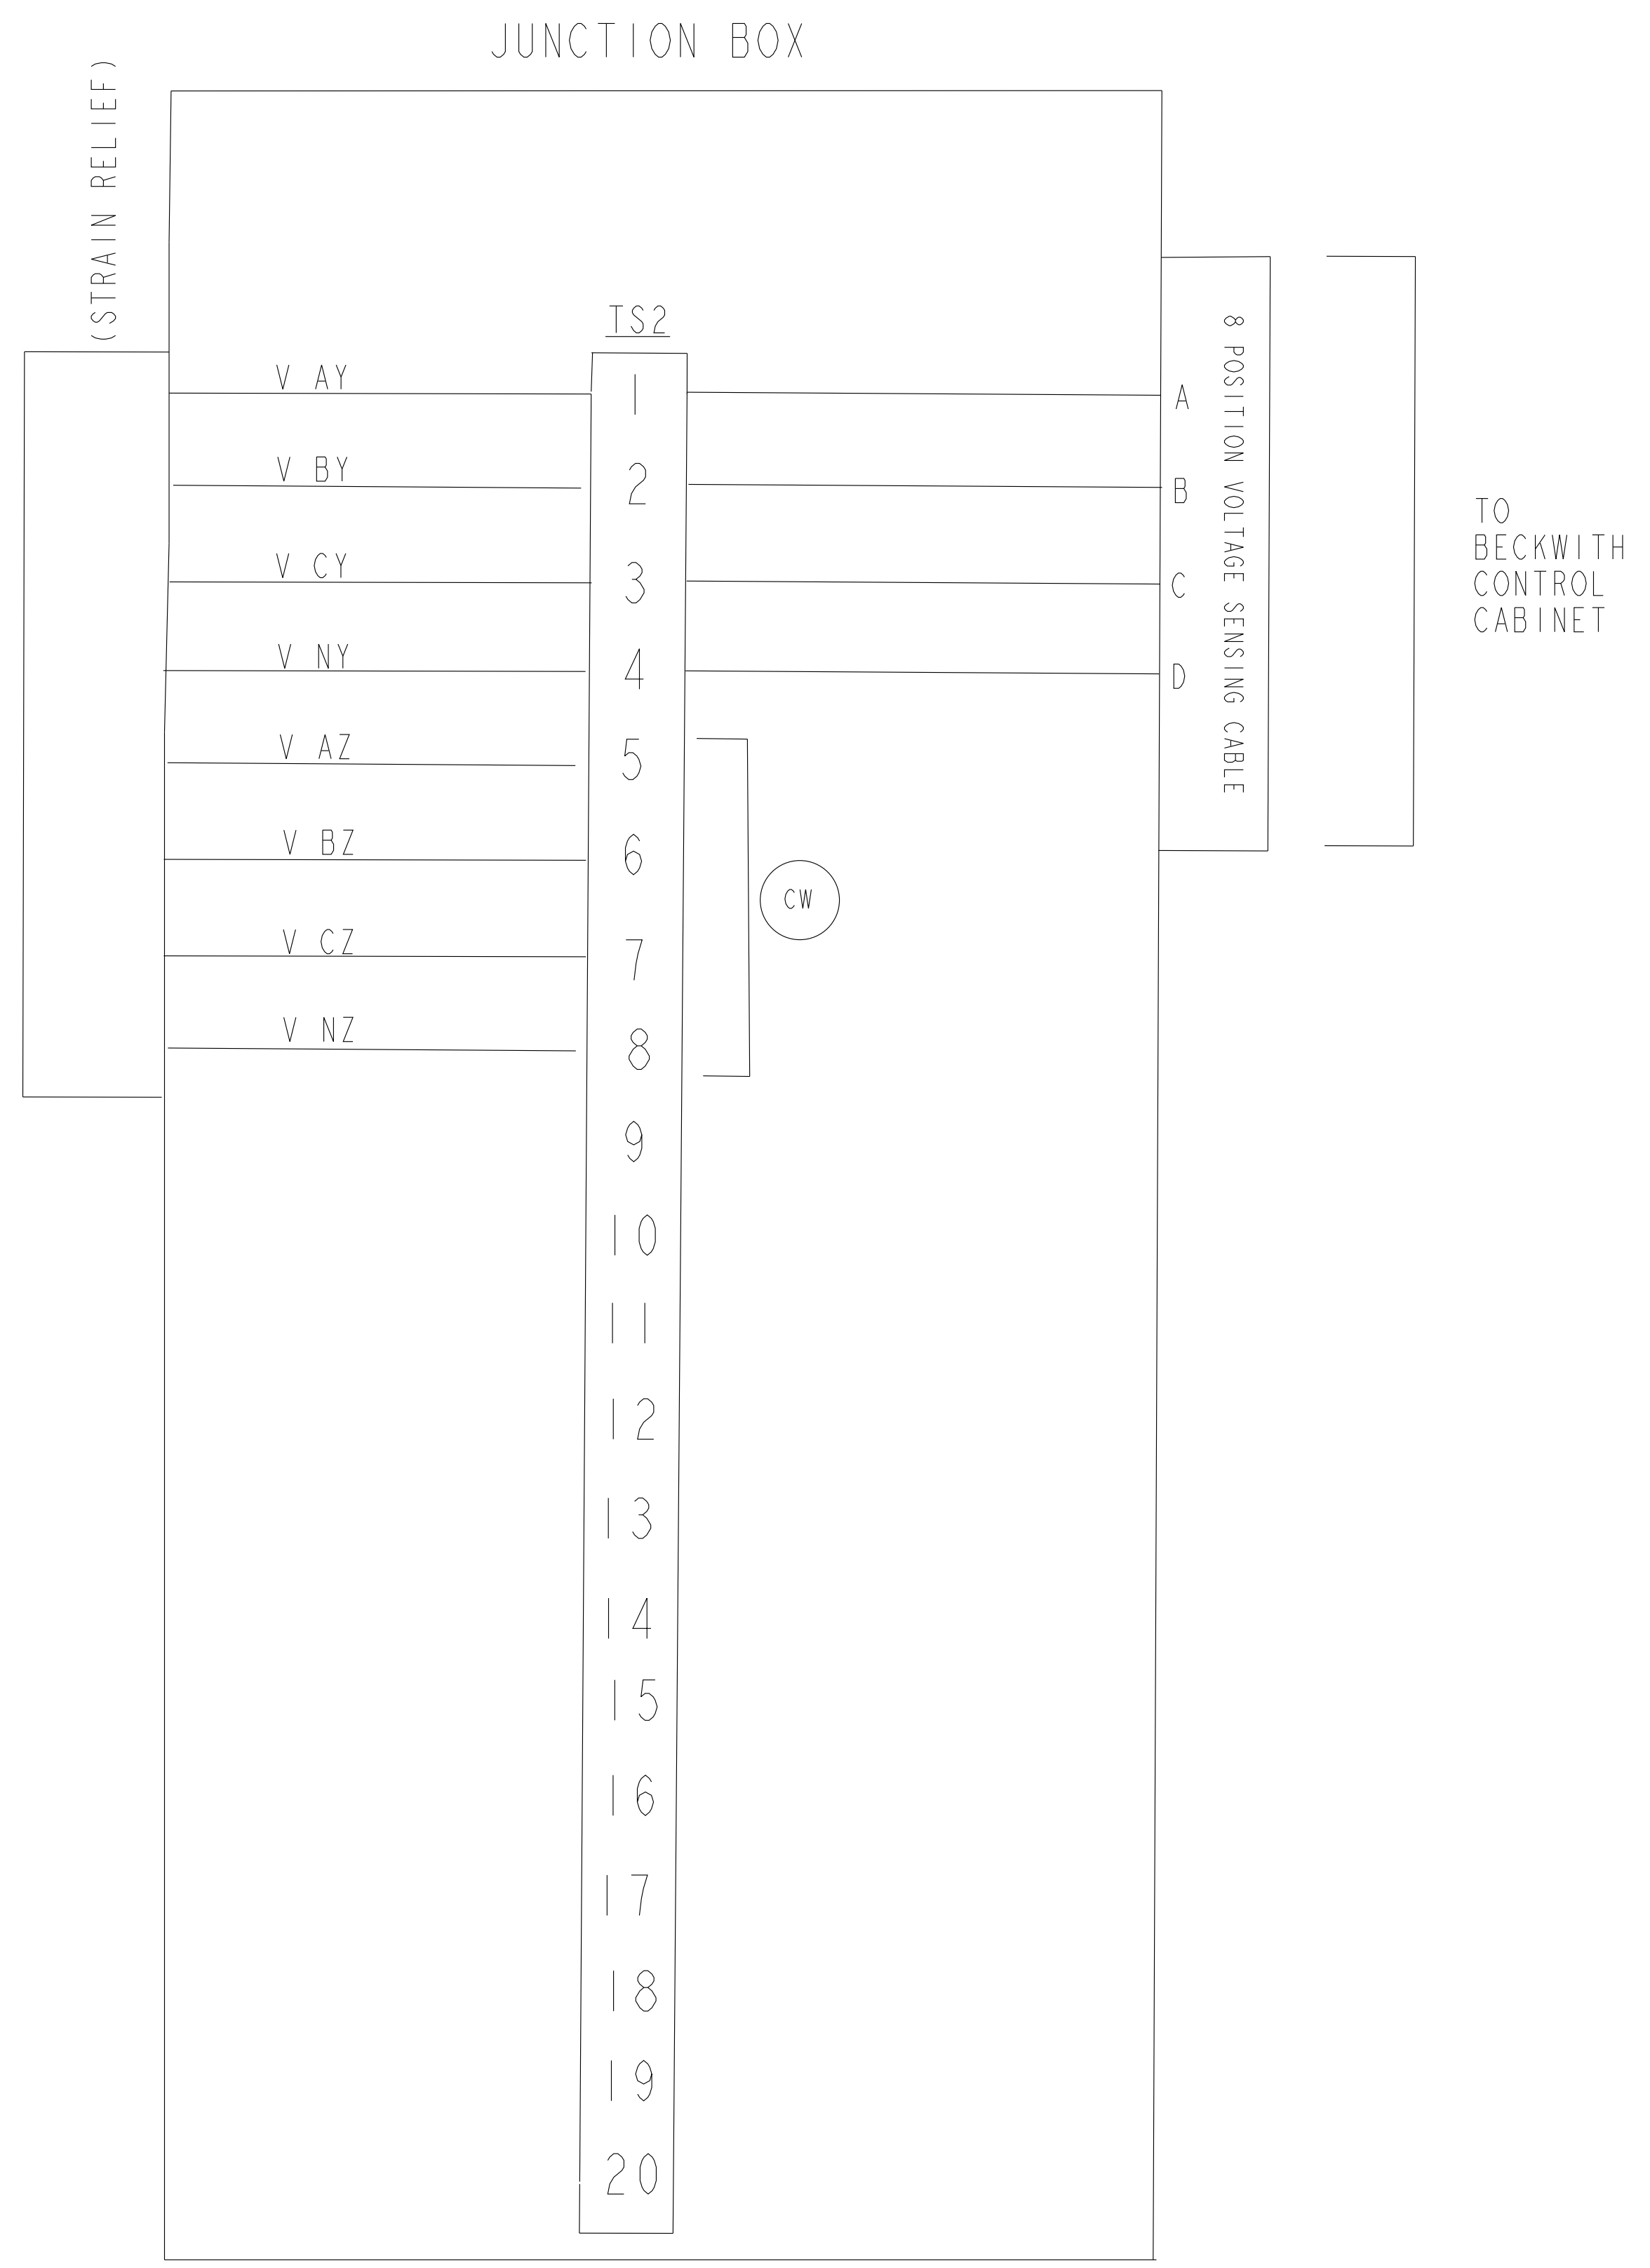 JUNCTION BOX
(STRAIN RELIEF)
TS2
V AY
1
A
V BY
2
B
V CY
3
C
V NY
4
D
8 POSITION VOLTAGE SENSING CABLE
TO
BECKWITH
CONTROL
CABINET
V AZ
5
V BZ
6
CW
V CZ
7
V NZ
8
9
10
11
12
13
14
15
16
17
18
19
20